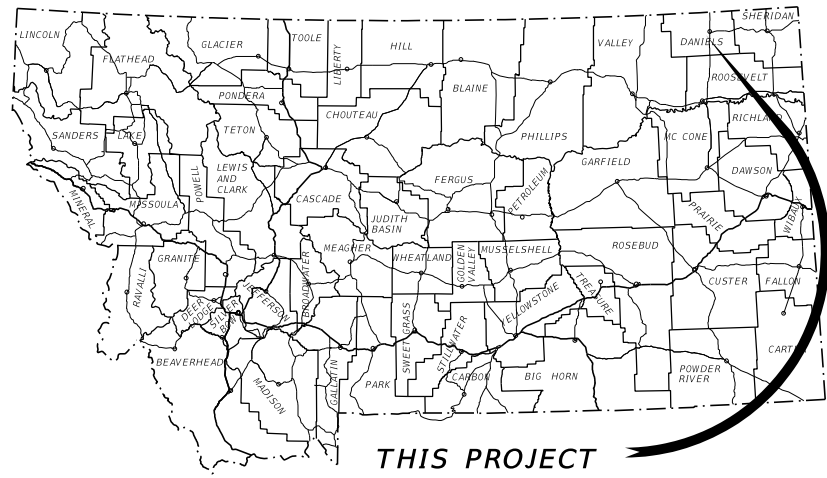 LINCOLN
FLATHEAD
GLACIER
TOOLE
LIBERTY
HILL
BLAINE
VALLEY
DANIELS
SHERIDAN
ROOSEVELT
PONDERA
CHOUTEAU
TETON
SANDERS
LAKE
PHILLIPS
MC CONE
RICHLAND
GARFIELD
DAWSON
MINERAL
MISSOULA
POWELL
LEWIS
AND
CLARK
CASCADE
FERGUS
PETROLEUM
JUDITH
BASIN
PRAIRIE
WIBAUX
GRANITE
RAVALLI
MEAGHER
WHEATLAND
GOLDEN
VALLEY
MUSSELSHELL
ROSEBUD
TREASURE
CUSTER
FALLON
DEER
LODGE
SILVER
BOW
JEFFERSON
BROADWATER
SWEET GRASS
STILLWATER
YELLOWSTONE
BEAVERHEAD
MADISON
GALLATIN
PARK
CARBON
BIG HORN
POWDER
RIVER
THIS PROJECT